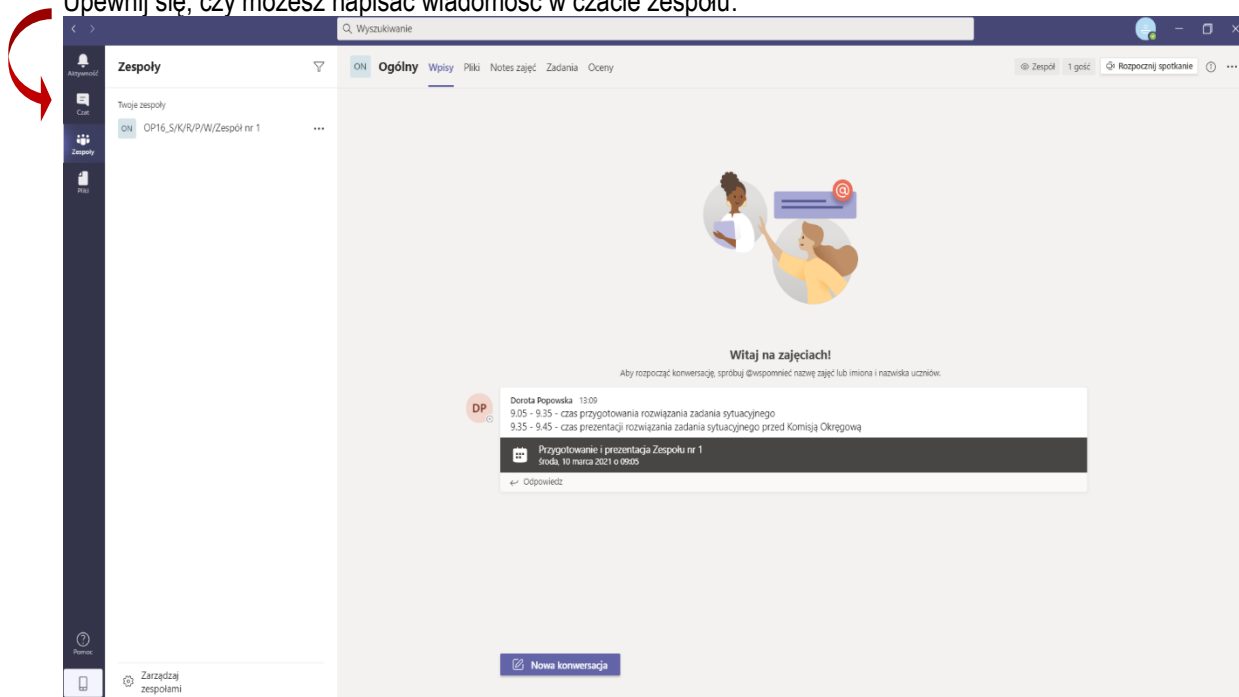 Upewnij się, czy możesz napisać wiadomość w czacie zespołu.
Wyszukiwanie
Aktywność
Czat
Zespoły
Pliki
Pomoc
Zespoły
Twoje zespoły
ON OP16_S/K/R/P/W/Zespół nr 1 ...
Zarządzaj
zespołami
ON Ogólny Wpisy Pliki Notes zajęć Zadania Oceny
Zespół 1 gość Rozpocznij spotkanie ...
@
Witaj na zajęciach!
Aby rozpocząć konwersację, spróbuj @wspomnieć nazwę zajęć lub imiona i nazwiska uczniów.
DP
Dorota Popowska 13:09
9.05 - 9.35 - czas przygotowania rozwiązania zadania sytuacyjnego
9.35 - 9.45 - czas prezentacji rozwiązania zadania sytuacyjnego przed Komisją Okręgową
Przygotowanie i prezentacja Zespołu nr 1
środa, 10 marca 2021 o 09:05
Odpowiedz
Nowa konwersacja